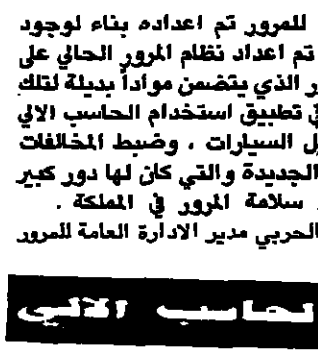 للمرور تم اعداده بناء لوجود
تم اعداد نظام المرور الحالي على
الذي يتضمن مواداً بديلة لتلك
تطبيق استخدام الحاسب الالي
السيارات ، وضبط المخالفات
الجديدة والتي كان لها دور كبير
سلامة المرور في المملكة .
الحربي مدير الادارة العامة للمرور
لحاسب الآلي